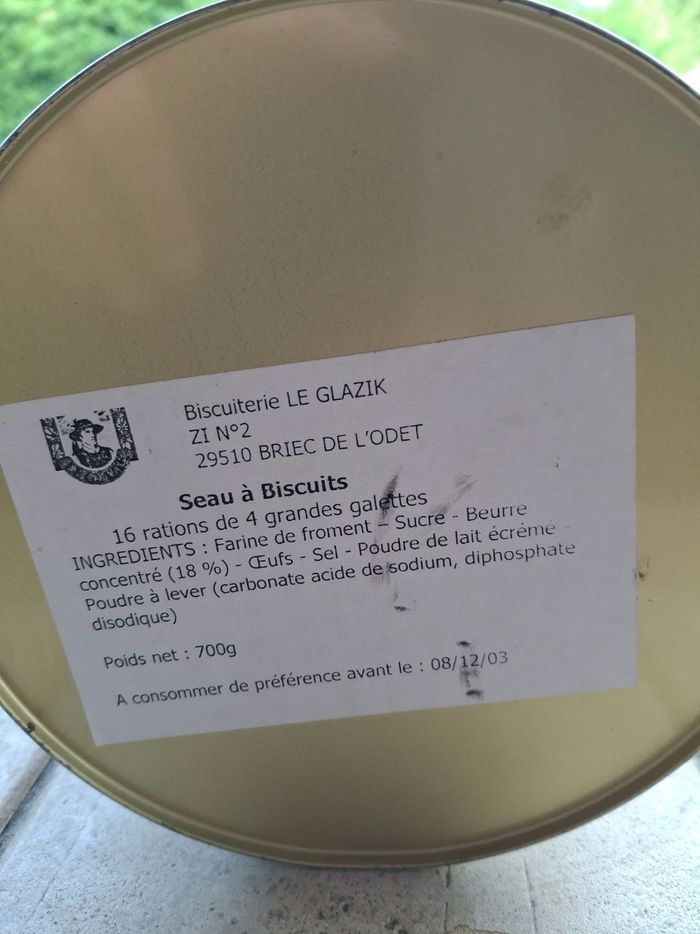 Biscuiterie LE GLAZIK
ZI N°2
29510 BRIEC DE L'ODET
Seau à Biscuits
16 rations de 4 grandes galettes
INGREDIENTS : Farine de froment – Sucre - Beurre
concentré (18 %) - Œufs - Sel - Poudre de lait écrémé -
Poudre à lever (carbonate acide de sodium, diphosphate
disodique)
Poids net : 700g
A consommer de préférence avant le : 08/12/03